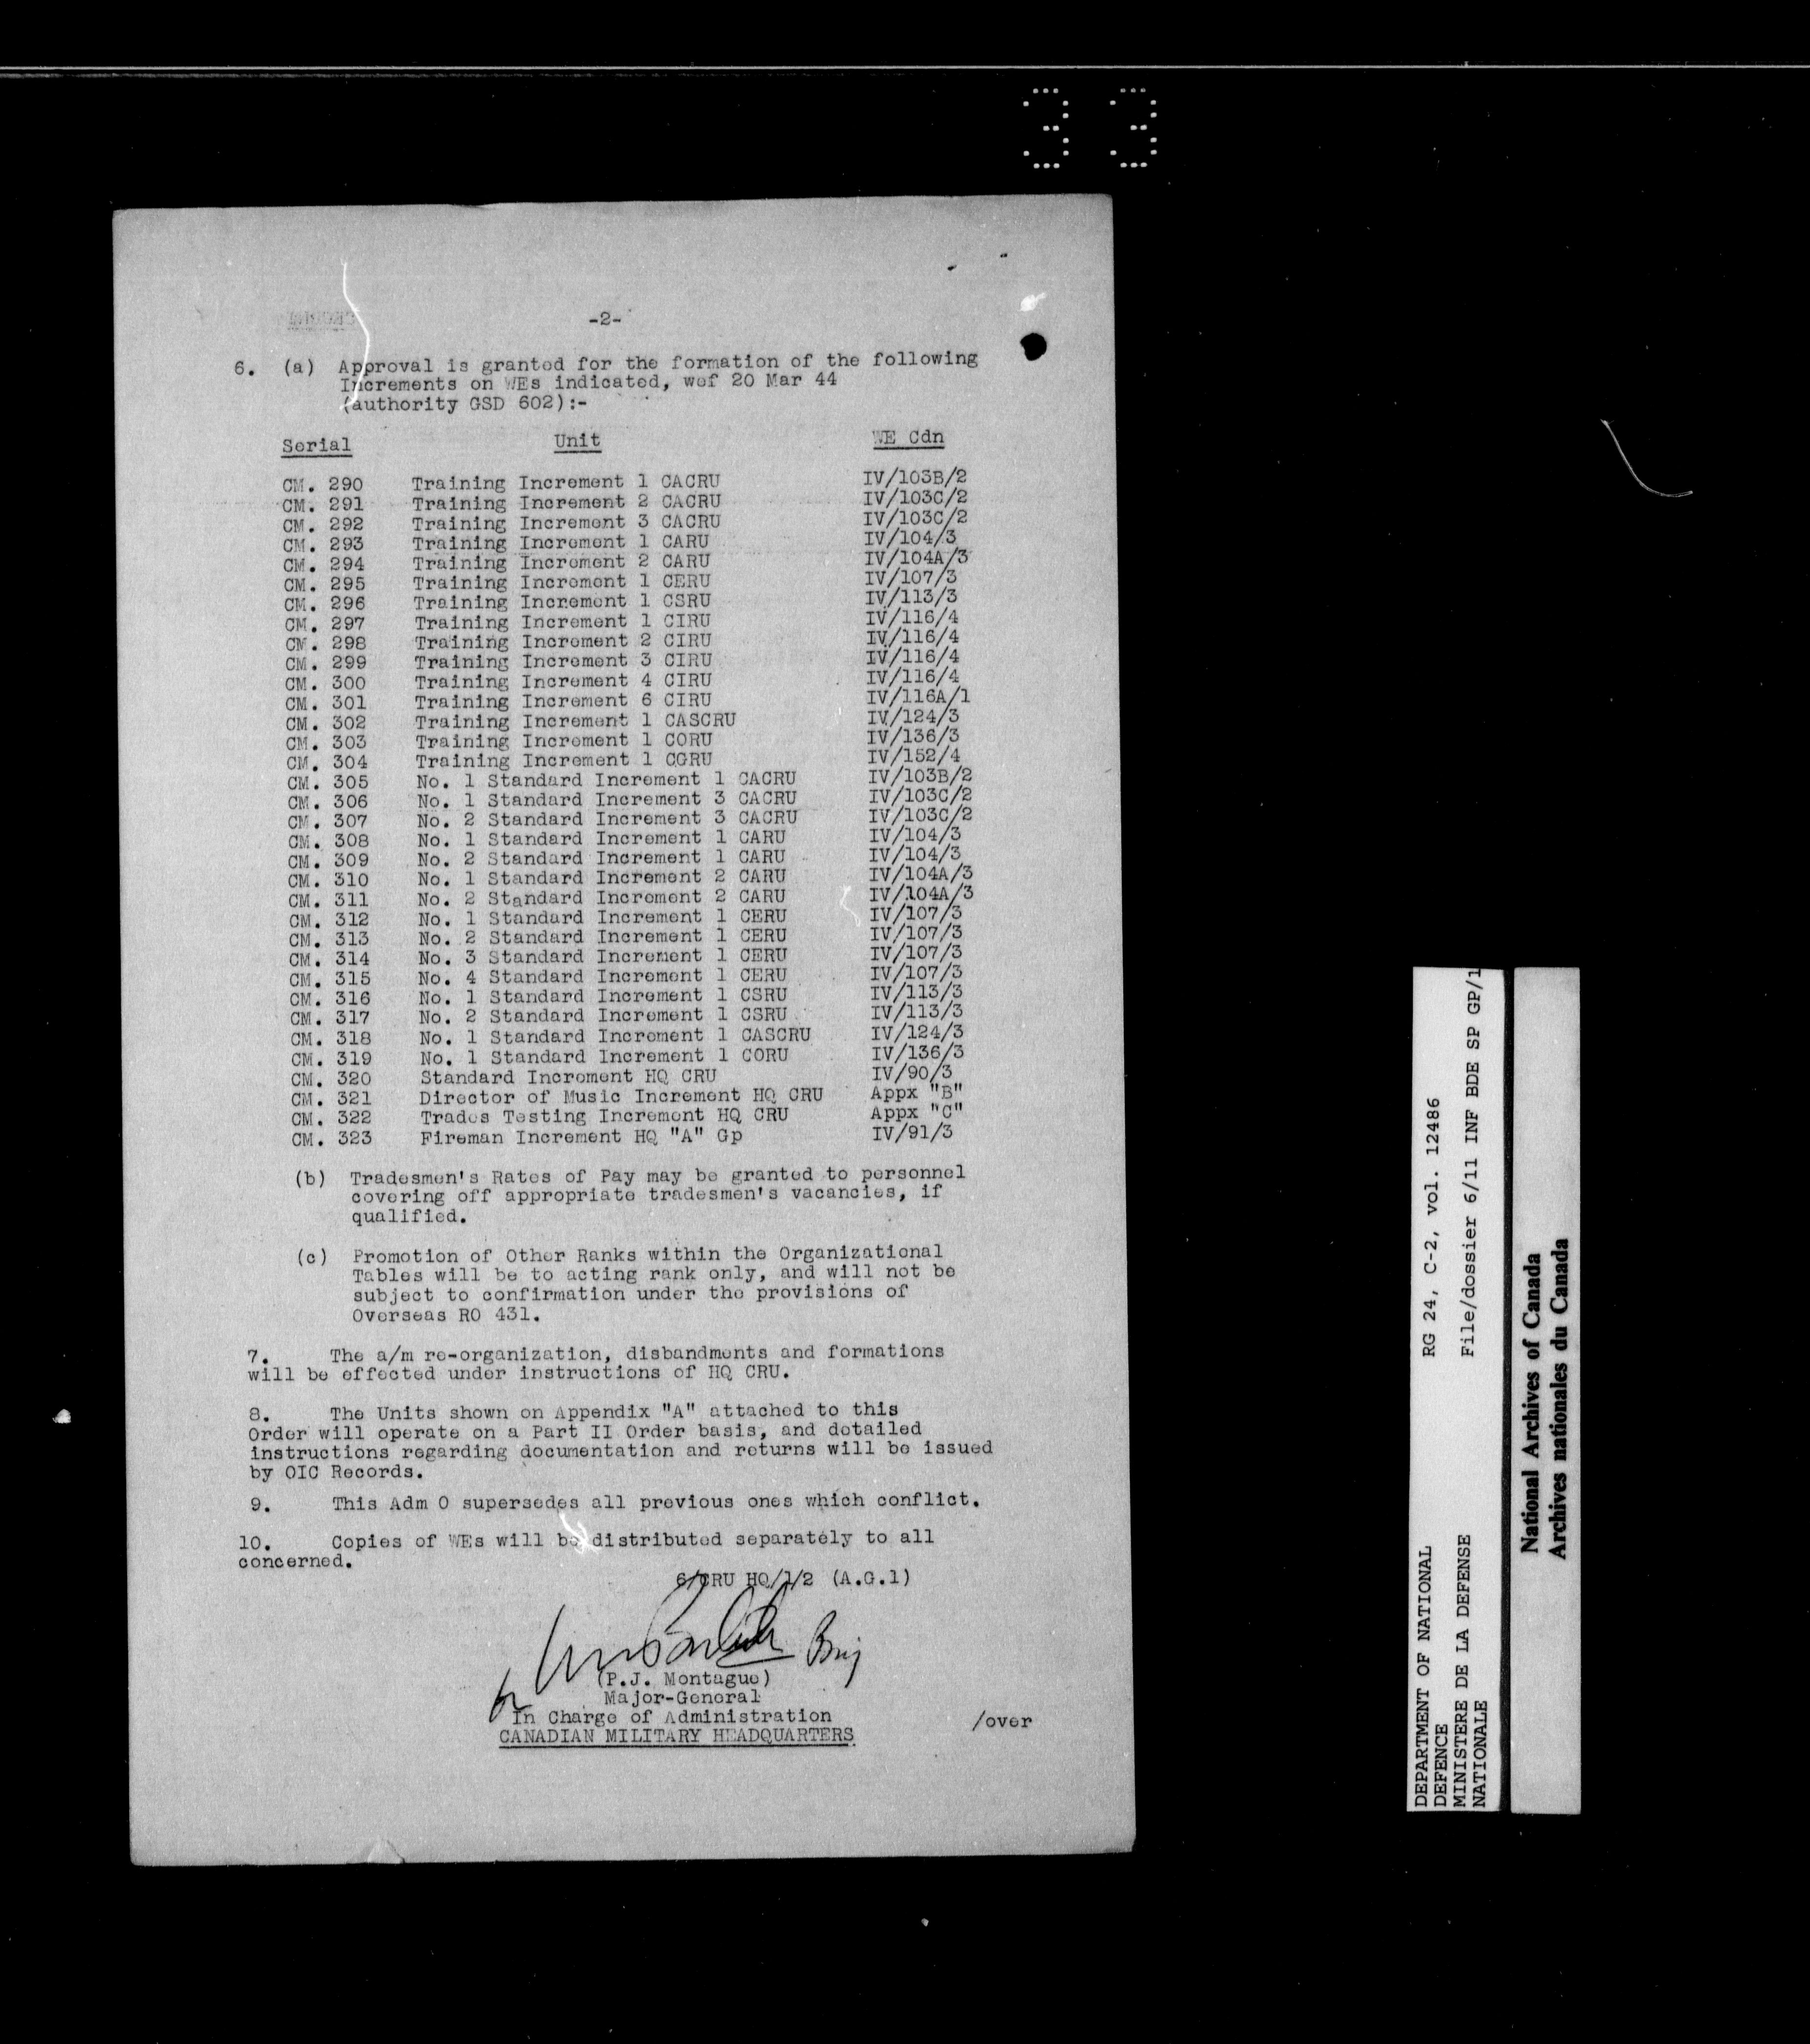 33
-2-
6. (a) Approval is granted for the formation of the following
Increments on WEs indicated, wef 20 Mar 44
(authority GSD 602):-
Serial Unit WE Cdn
CM. 290 Training Increment 1 CACRU IV/103B/2
CM. 291 Training Increment 2 CACRU IV/103C/2
CM. 292 Training Increment 3 CACRU IV/103C/2
CM. 293 Training Increment 1 CARU IV/104/3
CM. 294 Training Increment 2 CARU IV/104A/3
CM. 295 Training Increment 1 CERU IV/107/3
CM. 296 Training Increment 1 CSRU IV/113/3
CM. 297 Training Increment 1 CIRU IV/116/4
CM. 298 Training Increment 2 CIRU IV/116/4
CM. 299 Training Increment 3 CIRU IV/116/4
CM. 300 Training Increment 4 CIRU IV/116/4
CM. 301 Training Increment 6 CIRU IV/116A/1
CM. 302 Training Increment 1 CASCRU IV/124/3
CM. 303 Training Increment 1 CORU IV/136/3
CM. 304 Training Increment 1 CGRU IV/152/4
CM. 305 No. 1 Standard Increment 1 CACRU IV/103B/2
CM. 306 No. 1 Standard Increment 3 CACRU IV/103C/2
CM. 307 No. 2 Standard Increment 3 CACRU IV/103C/2
CM. 308 No. 1 Standard Increment 1 CARU IV/104/3
CM. 309 No. 2 Standard Increment 1 CARU IV/104/3
CM. 310 No. 1 Standard Increment 2 CARU IV/104A/3
CM. 311 No. 2 Standard Increment 2 CARU IV/104A/3
CM. 312 No. 1 Standard Increment 1 CERU IV/107/3
CM. 313 No. 2 Standard Increment 1 CERU IV/107/3
CM. 314 No. 3 Standard Increment 1 CERU IV/107/3
CM. 315 No. 4 Standard Increment 1 CERU IV/107/3
CM. 316 No. 1 Standard Increment 1 CSRU IV/113/3
CM. 317 No. 2 Standard Increment 1 CSRU IV/113/3
CM. 318 No. 1 Standard Increment 1 CASCRU IV/124/3
CM. 319 No. 1 Standard Increment 1 CORU IV/136/3
CM. 320 Standard Increment HQ CRU IV/90/3
CM. 321 Director of Music Increment HQ CRU Appx "B"
CM. 322 Trades Testing Increment HQ CRU Appx "C"
CM. 323 Fireman Increment HQ "A" Gp IV/91/3
(b) Tradesmen's Rates of Pay may be granted to personnel
covering off appropriate tradesmen's vacancies, if
qualified.
(c) Promotion of Other Ranks within the Organizational
Tables will be to acting rank only, and will not be
subject to confirmation under the provisions of
Overseas RO 431.
7. The a/m re-organization, disbandments and formations
will be effected under instructions of HQ CRU.
8. The Units shown on Appendix "A" attached to this
Order will operate on a Part II Order basis, and detailed
instructions regarding documentation and returns will be issued
by OIC Records.
9. This Adm O supersedes all previous ones which conflict.
10. Copies of WEs will be distributed separately to all
concerned.
6/CRU HQ/1/2 (A.G.1)
Brig
(P.J. Montague)
for Major-General
In Charge of Administration
CANADIAN MILITARY HEADQUARTERS
/over
DEPARTMENT OF NATIONAL DEFENCE RG 24, C-2, vol. 12486
MINISTERE DE LA DEFENSE NATIONALE File/dossier 6/11 INF BDE SP GP/1
National Archives of Canada
Archives nationales du Canada